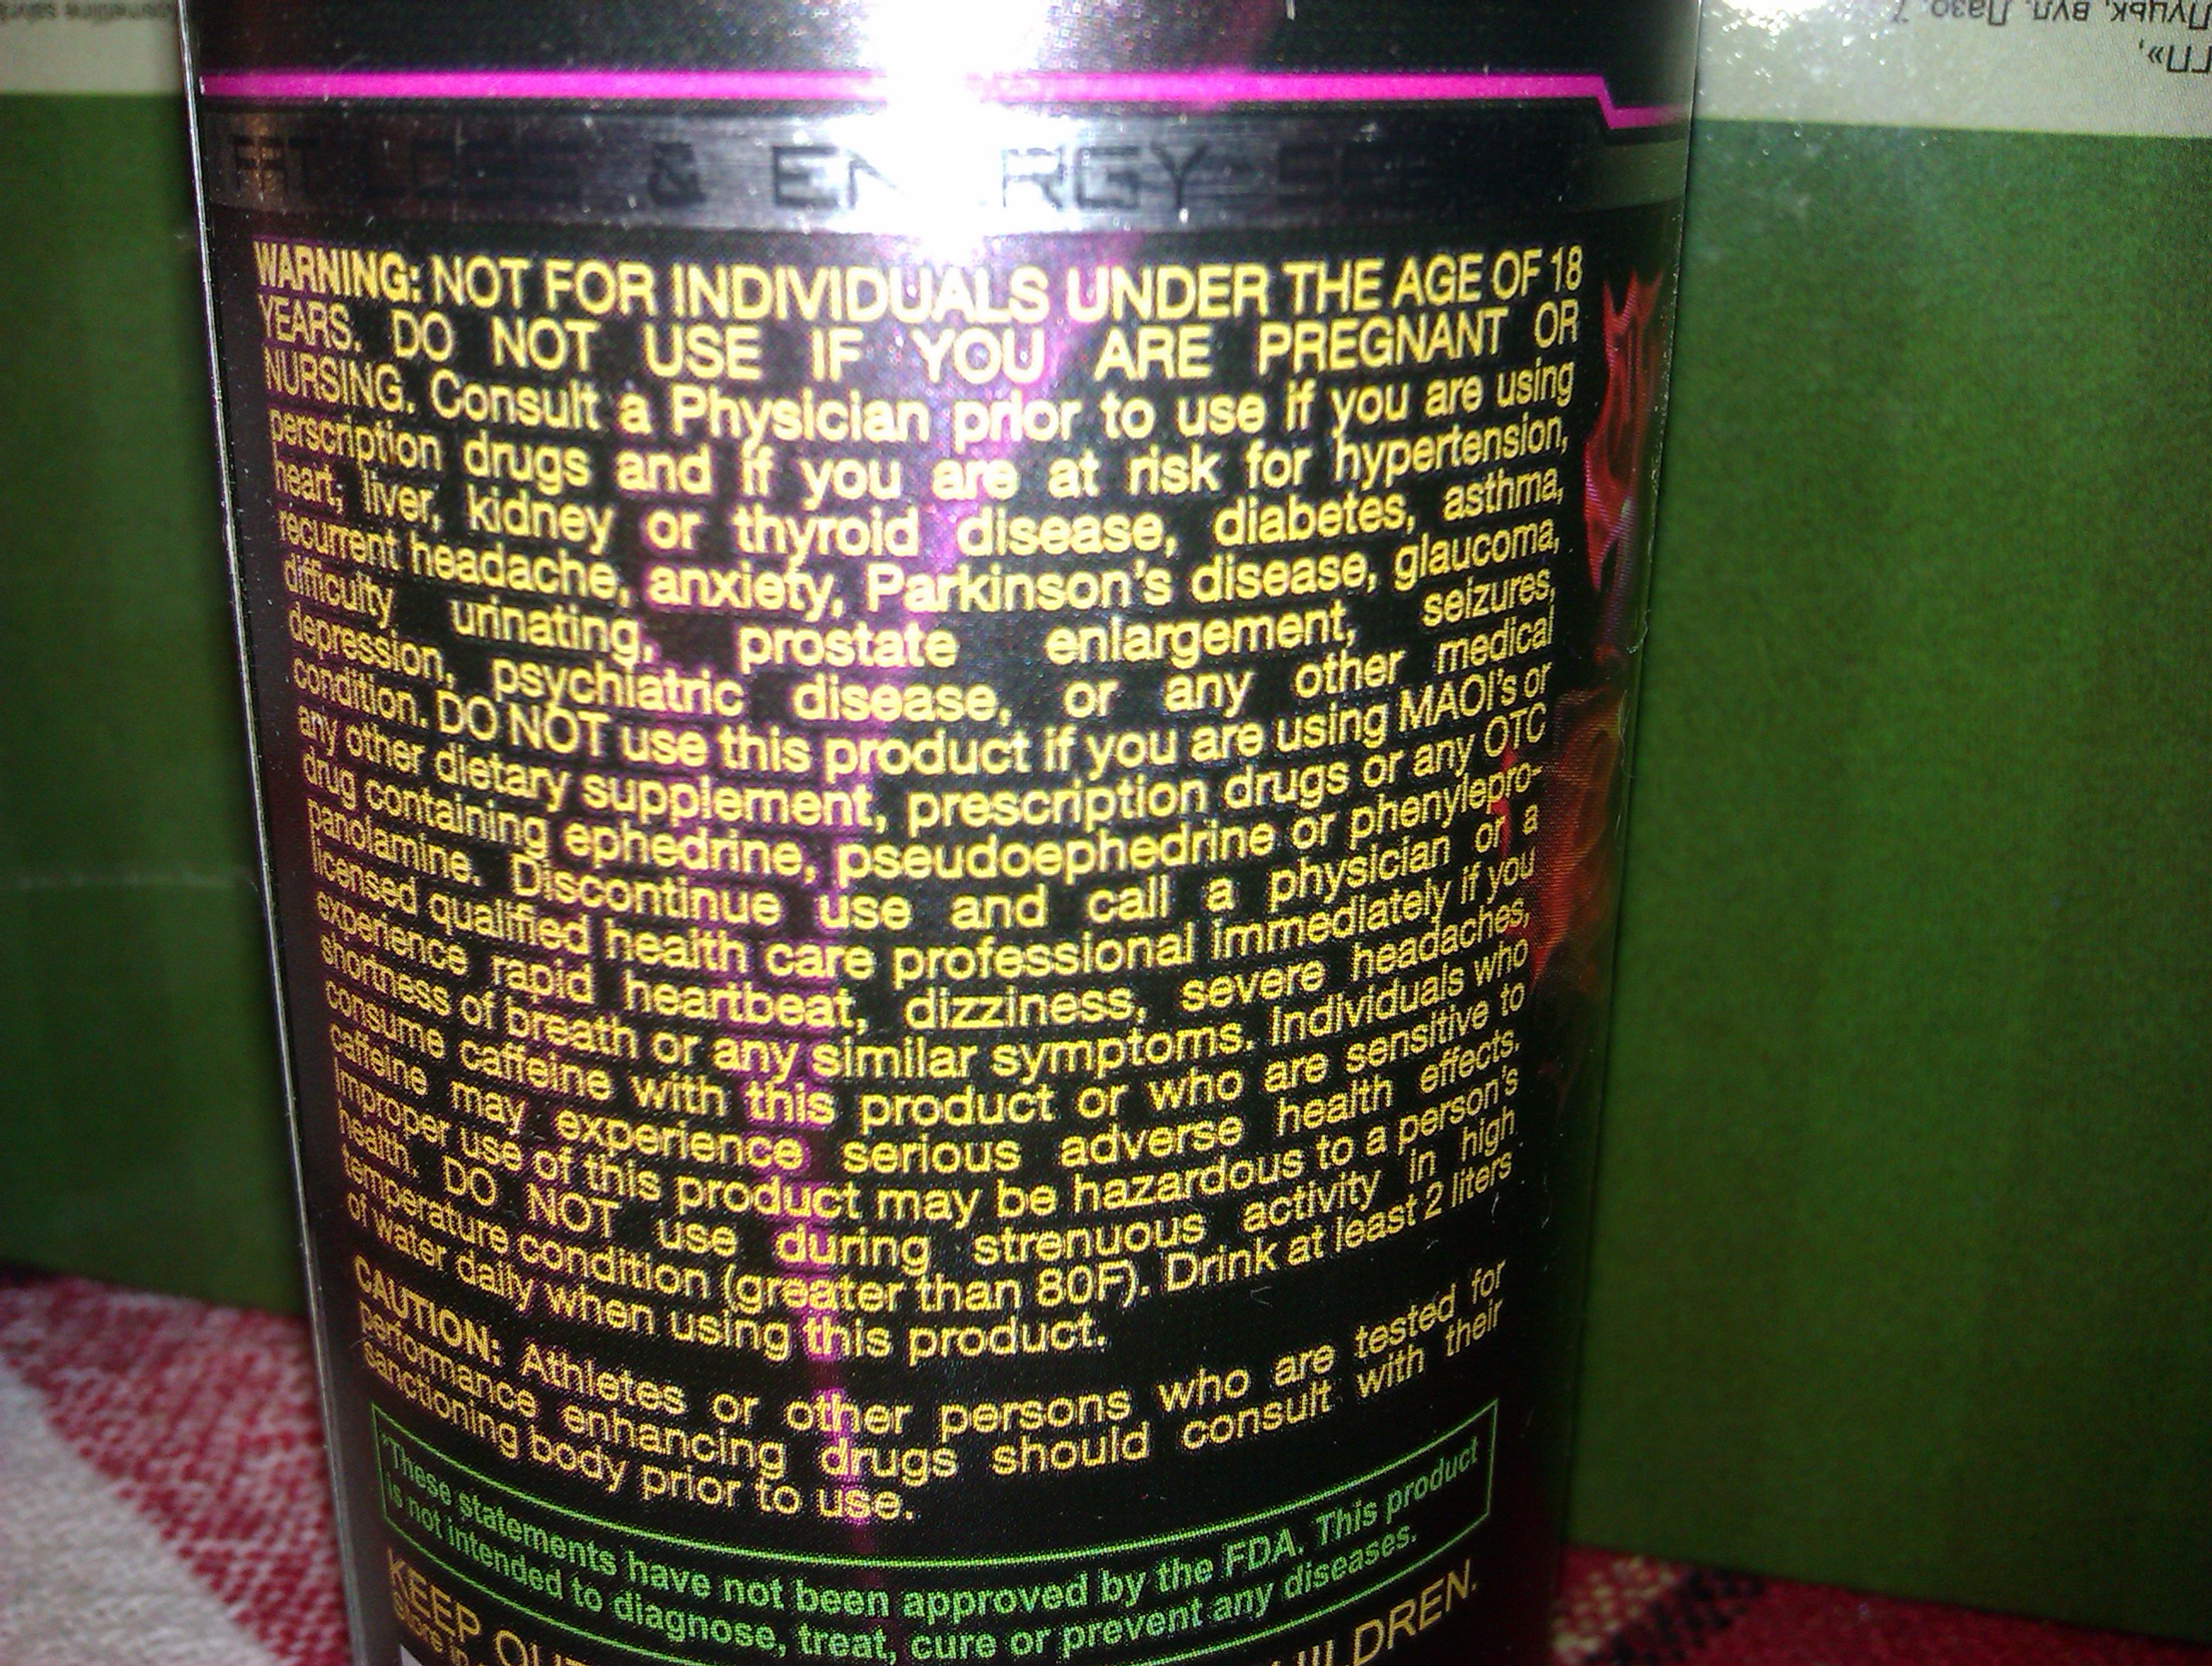 FAT LOSS & ENERGY
WARNING: NOT FOR INDIVIDUALS UNDER THE AGE OF 18
YEARS. DO NOT USE IF YOU ARE PREGNANT OR
NURSING. Consult a Physician prior to use if you are using
perscription drugs and if you are at risk for hypertension,
heart, liver, kidney or thyroid disease, diabetes, asthma,
recurrent headache, anxiety, Parkinson's disease, glaucoma,
difficulty urinating, prostate enlargement, seizures,
depression, psychiatric disease, or any other medical
condition. DO NOT use this product if you are using MAOI's or
any other dietary supplement, prescription drugs or any OTC
drug containing ephedrine, pseudoephedrine or phenylepro-
panolamine. Discontinue use and call a physician or a
licensed qualified health care professional immediately if you
experience rapid heartbeat, dizziness, severe headaches,
shortness of breath or any similar symptoms. Individuals who
consume caffeine with this product or who are sensitive to
caffeine may experience serious adverse health effects.
Improper use of this product may be hazardous to a person's
health. DO NOT use during strenuous activity in high
temperature condition (greater than 80F). Drink at least 2 liters
of water daily when using this product.
CAUTION: Athletes or other persons who are tested for
performance enhancing drugs should consult with their
sanctioning body prior to use.
*These statements have not been approved by the FDA. This product
is not intended to diagnose, treat, cure or prevent any diseases.
KEEP OUT CHILDREN.
Store in
Луцьк, вул. Лазо, 7